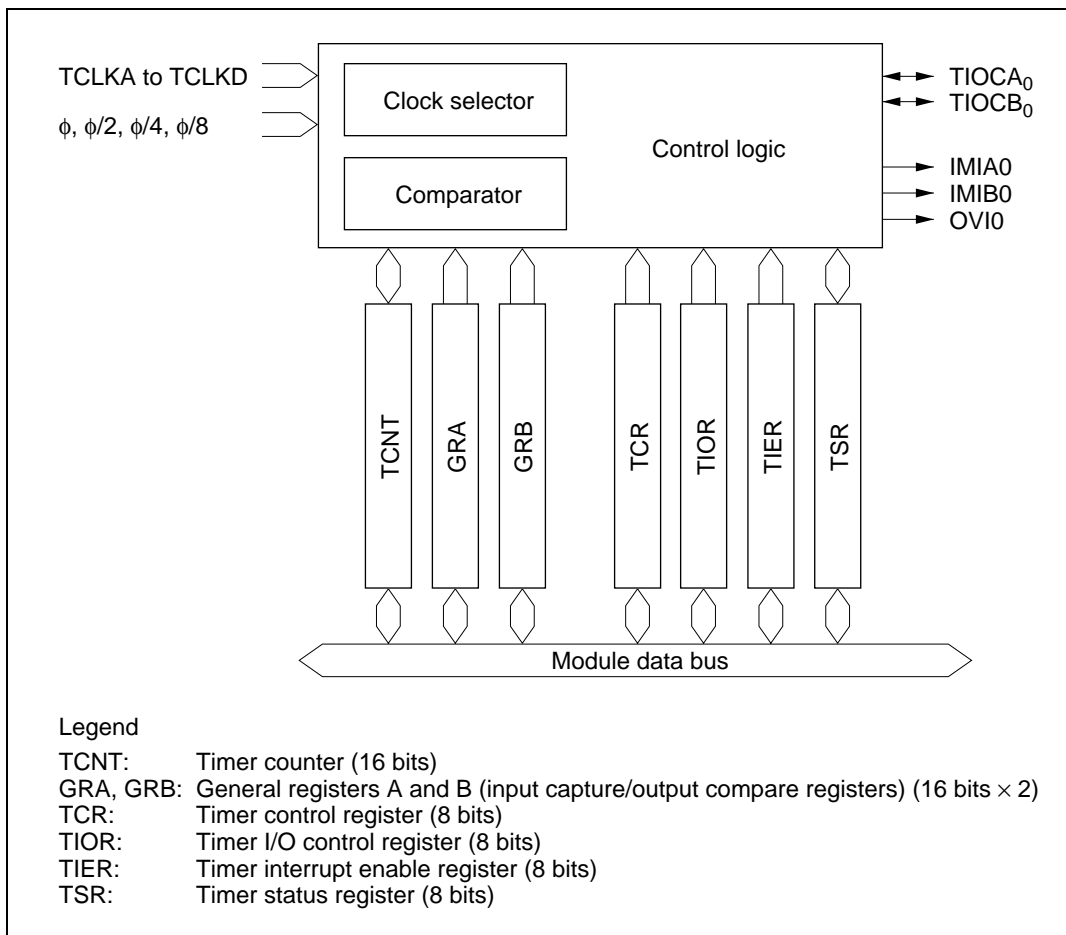 TCLKA to TCLKD
ϕ, ϕ/2, ϕ/4, ϕ/8
Clock selector
Comparator
Control logic
TIOCA₀
TIOCB₀
IMIA0
IMIB0
OVI0
TCNT
GRA
GRB
TCR
TIOR
TIER
TSR
Module data bus
Legend
TCNT: Timer counter (16 bits)
GRA, GRB: General registers A and B (input capture/output compare registers) (16 bits × 2)
TCR: Timer control register (8 bits)
TIOR: Timer I/O control register (8 bits)
TIER: Timer interrupt enable register (8 bits)
TSR: Timer status register (8 bits)